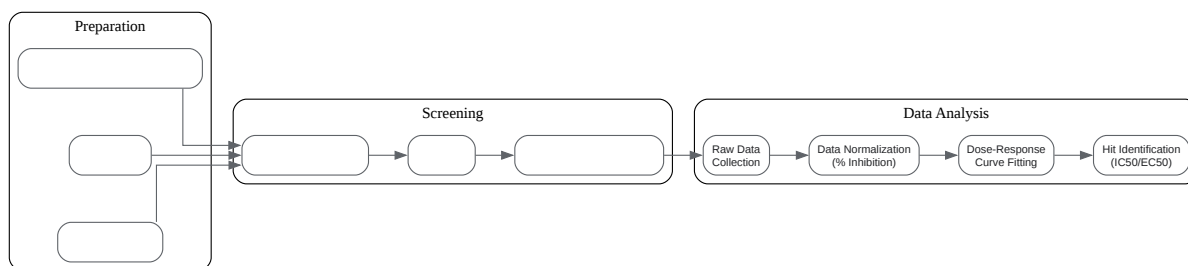 Preparation
Screening
Data Analysis
Raw Data
Collection
Data Normalization
(% Inhibition)
Dose-Response
Curve Fitting
Hit Identification
(IC50/EC50)